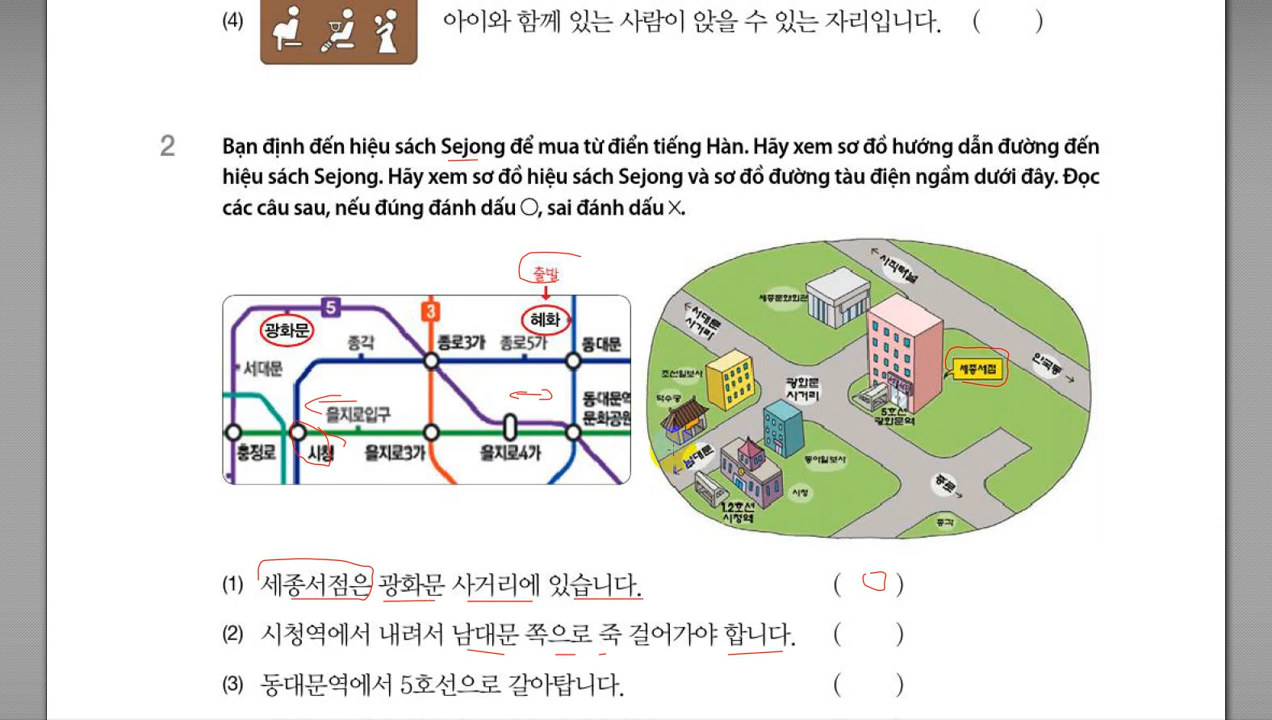 (4) 아이와 함께 있는 사람이 앉을 수 있는 자리입니다. ( )
2 Bạn định đến hiệu sách Sejong để mua từ điển tiếng Hàn. Hãy xem sơ đồ hướng dẫn đường đến
hiệu sách Sejong. Hãy xem sơ đồ hiệu sách Sejong và sơ đồ đường tàu điện ngầm dưới đây. Đọc
các câu sau, nếu đúng đánh dấu ○, sai đánh dấu X.
출발
5
3
혜화
광화문
종각
종로3가
종로5가
동대문
서대문
동대문역
문화공원
을지로입구
충정로
시청
을지로3가
을지로4가
← 사직터널
세종문화회관
← 서대문
사거리
세종서점
안국동 →
조선일보사
광화문
사거리
덕수궁
5호선
광화문역
← 남대문
동아일보사
시청
1,2호선
시청역
종로 →
종각
(1) 세종서점은 광화문 사거리에 있습니다. ( ○ )
(2) 시청역에서 내려서 남대문 쪽으로 죽 걸어가야 합니다. ( )
(3) 동대문역에서 5호선으로 갈아탑니다. ( )